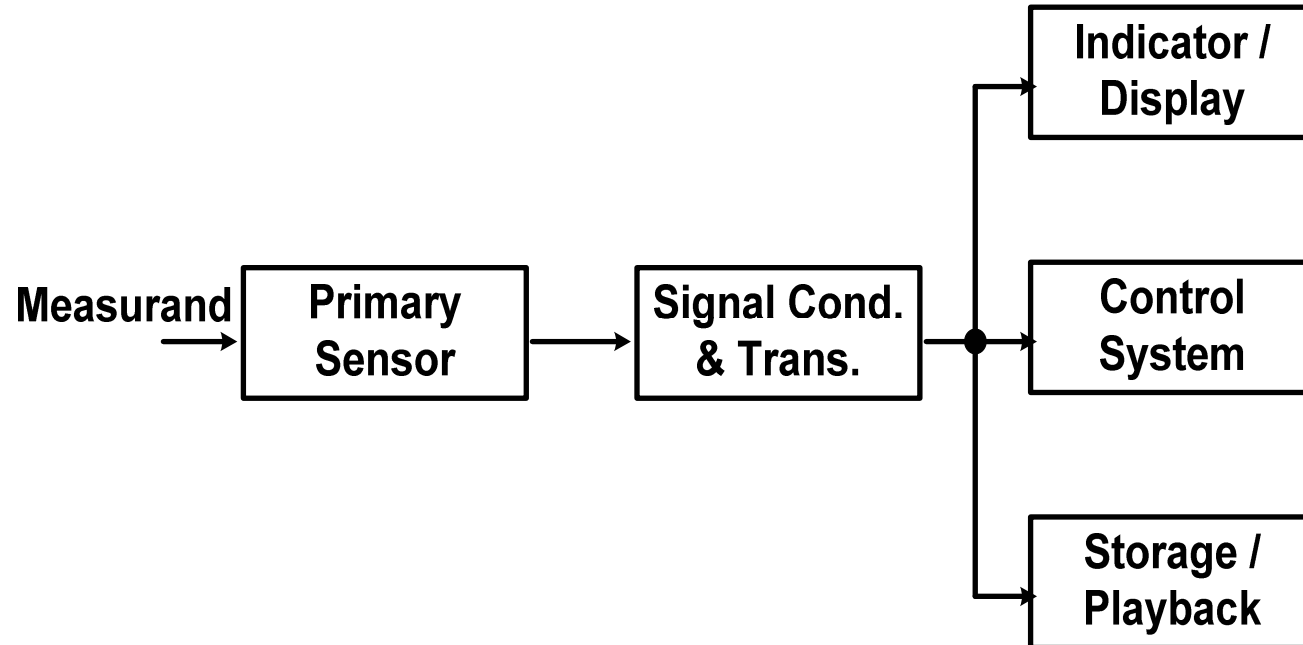 Indicator /
Display
Measurand
Primary
Sensor
Signal Cond.
& Trans.
Control
System
Storage /
Playback